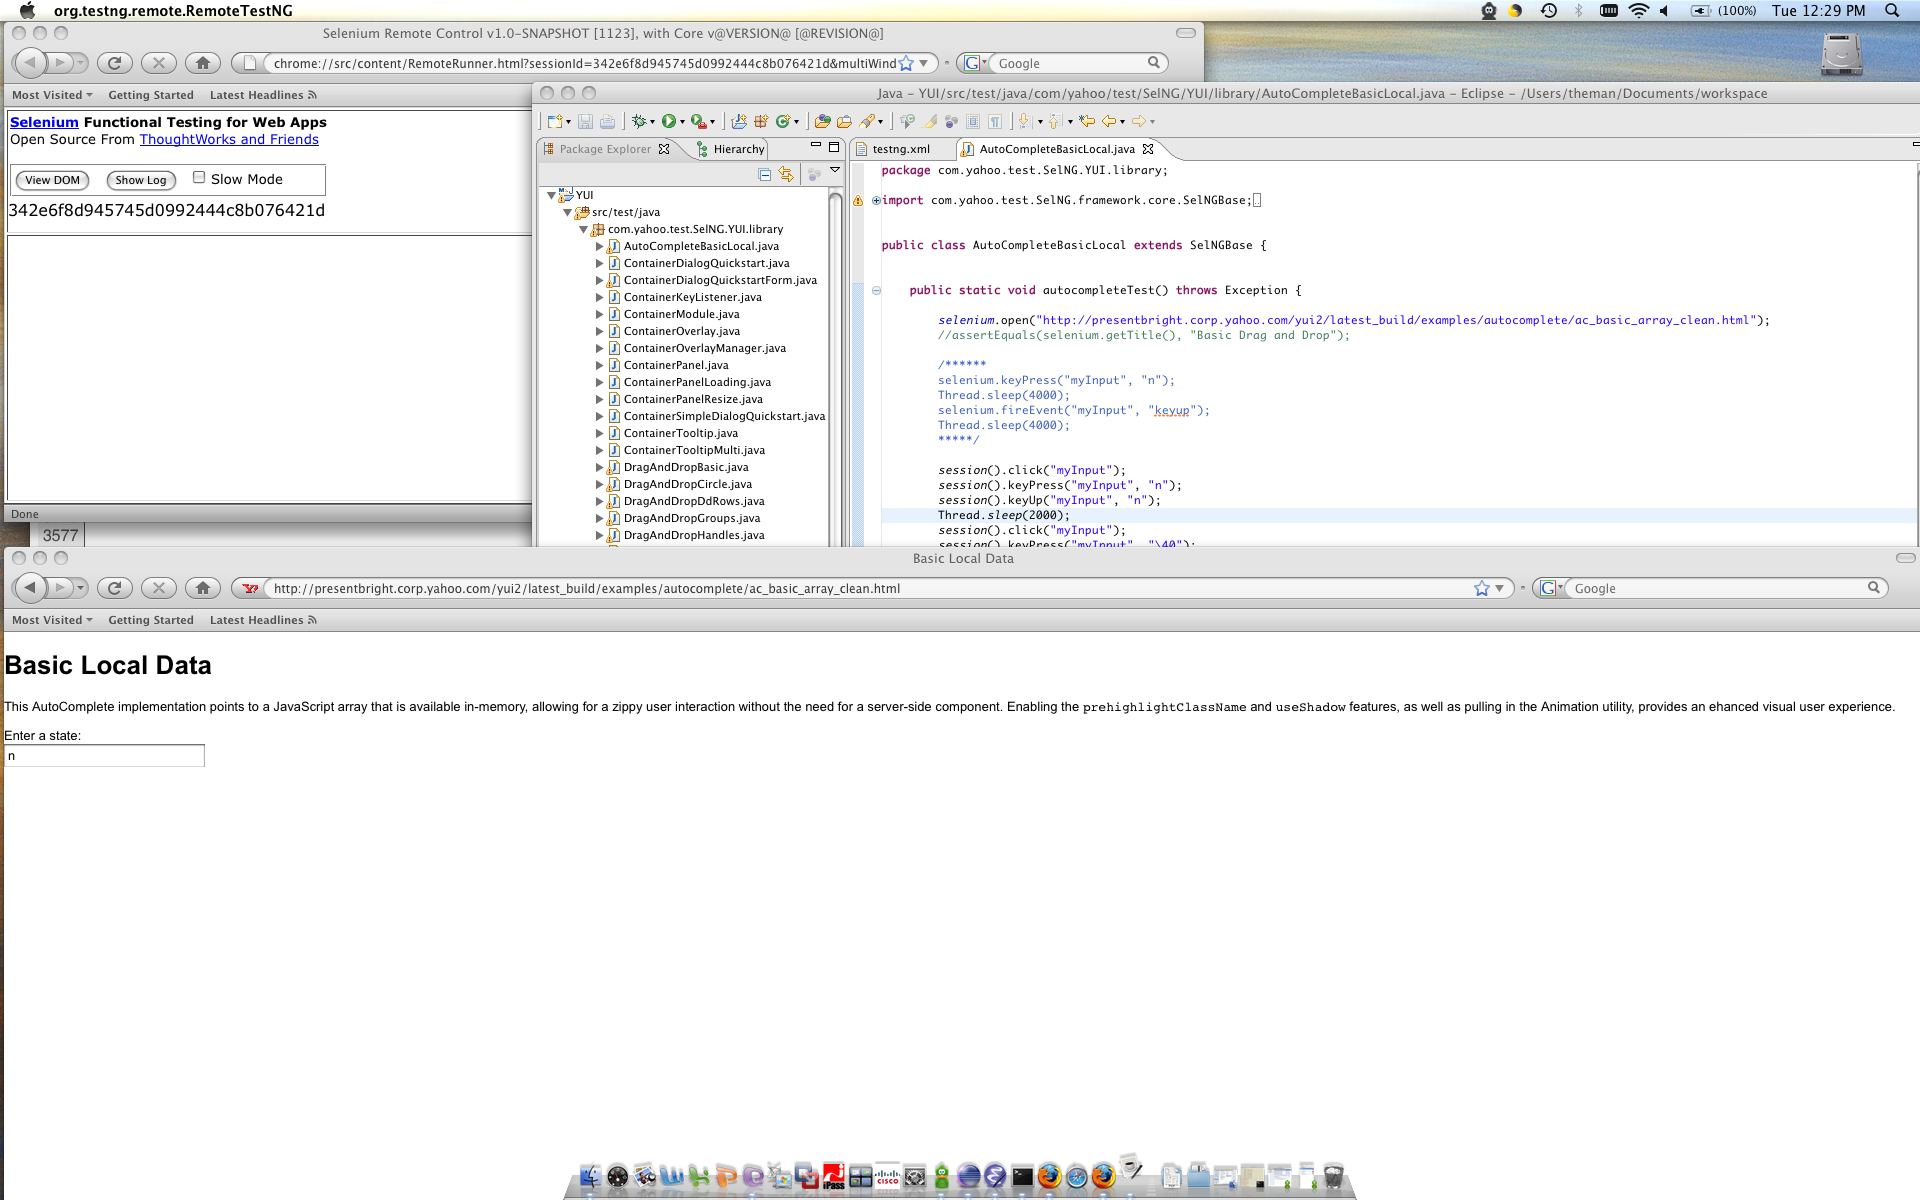 org.testng.remote.RemoteTestNG
(100%) Tue 12:29 PM
Selenium Remote Control v1.0-SNAPSHOT [1123], with Core v@VERSION@ [@REVISION@]
chrome://src/content/RemoteRunner.html?sessionId=342e6f8d945745d0992444c8b076421d&multiWind
Google
Most Visited Getting Started Latest Headlines
Selenium Functional Testing for Web Apps
Open Source From ThoughtWorks and Friends
View DOM Show Log Slow Mode
342e6f8d945745d0992444c8b076421d
Done
3577
Java - YUI/src/test/java/com/yahoo/test/SelNG/YUI/library/AutoCompleteBasicLocal.java - Eclipse - /Users/theman/Documents/workspace
Package Explorer Hierarchy
YUI
src/test/java
com.yahoo.test.SelNG.YUI.library
AutoCompleteBasicLocal.java
ContainerDialogQuickstart.java
ContainerDialogQuickstartForm.java
ContainerKeyListener.java
ContainerModule.java
ContainerOverlay.java
ContainerOverlayManager.java
ContainerPanel.java
ContainerPanelLoading.java
ContainerPanelResize.java
ContainerSimpleDialogQuickstart.java
ContainerTooltip.java
ContainerTooltipMulti.java
DragAndDropBasic.java
DragAndDropCircle.java
DragAndDropDdRows.java
DragAndDropGroups.java
DragAndDropHandles.java
testng.xml AutoCompleteBasicLocal.java
package com.yahoo.test.SelNG.YUI.library;
import com.yahoo.test.SelNG.framework.core.SelNGBase;
public class AutoCompleteBasicLocal extends SelNGBase {
public static void autocompleteTest() throws Exception {
selenium.open("http://presentbright.corp.yahoo.com/yui2/latest_build/examples/autocomplete/ac_basic_array_clean.html");
//assertEquals(selenium.getTitle(), "Basic Drag and Drop");
/******
selenium.keyPress("myInput", "n");
Thread.sleep(4000);
selenium.fireEvent("myInput", "keyup");
Thread.sleep(4000);
*****/
session().click("myInput");
session().keyPress("myInput", "n");
session().keyUp("myInput", "n");
Thread.sleep(2000);
session().click("myInput");
session().keyPress("myInput", "\40");
Basic Local Data
http://presentbright.corp.yahoo.com/yui2/latest_build/examples/autocomplete/ac_basic_array_clean.html
Google
Most Visited Getting Started Latest Headlines
Basic Local Data
This AutoComplete implementation points to a JavaScript array that is available in-memory, allowing for a zippy user interaction without the need for a server-side component. Enabling the prehighlightClassName and useShadow features, as well as pulling in the Animation utility, provides an ehanced visual user experience.
Enter a state:
n
iPass
CISCO